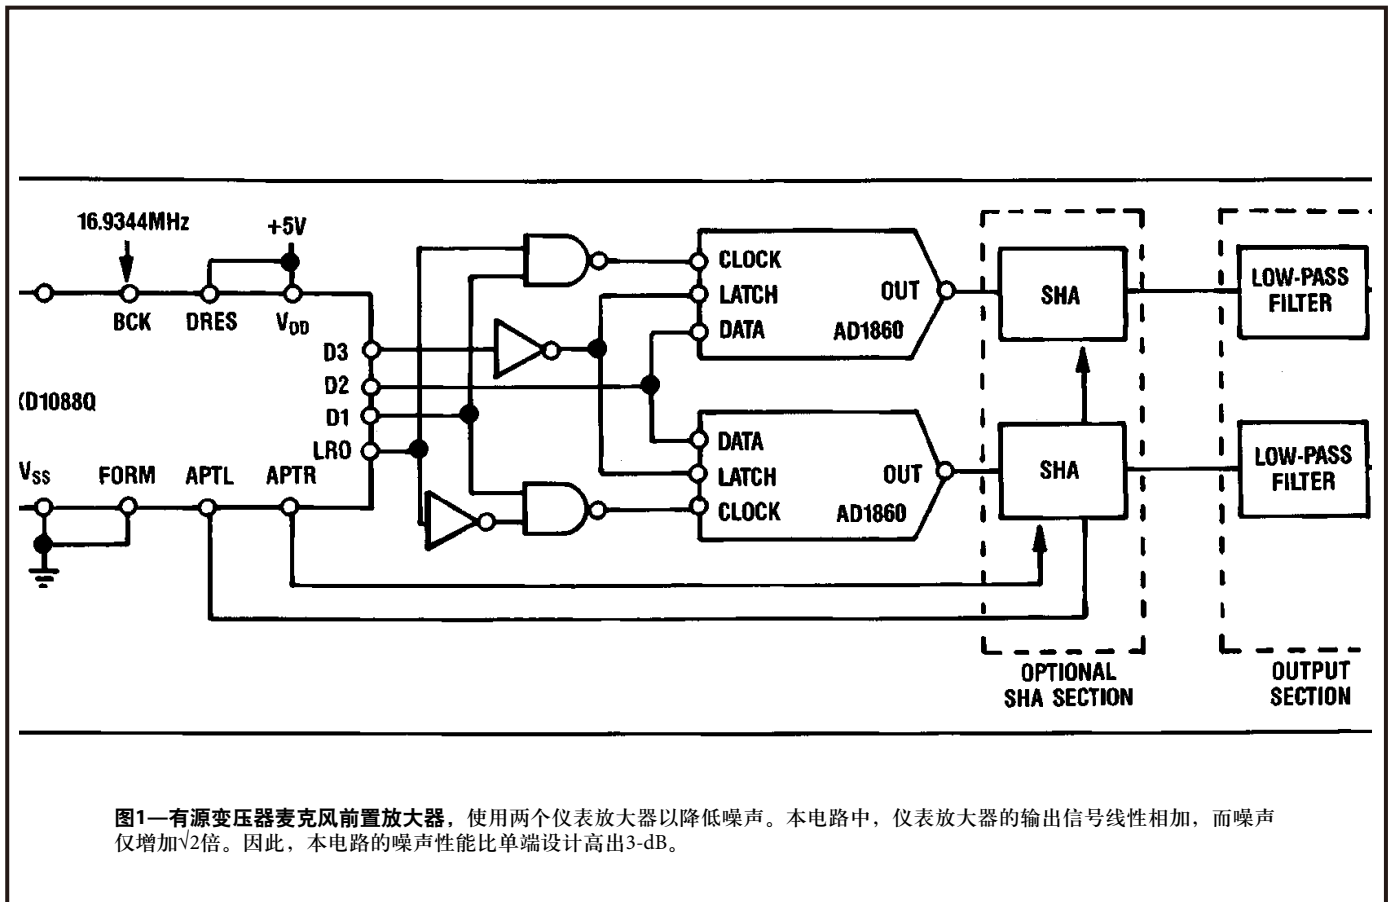 16.9344MHz
+5V
BCK
DRES
VDD
D3
D2
D1
LRO
D1088Q
VSS
FORM
APTL
APTR
CLOCK
LATCH
DATA
OUT
AD1860
DATA
LATCH
CLOCK
OUT
AD1860
SHA
SHA
LOW-PASS
FILTER
LOW-PASS
FILTER
OPTIONAL
SHA SECTION
OUTPUT
SECTION
图1—有源变压器麦克风前置放大器，使用两个仪表放大器以降低噪声。本电路中，仪表放大器的输出信号线性相加，而噪声
仅增加√2倍。因此，本电路的噪声性能比单端设计高出3-dB。